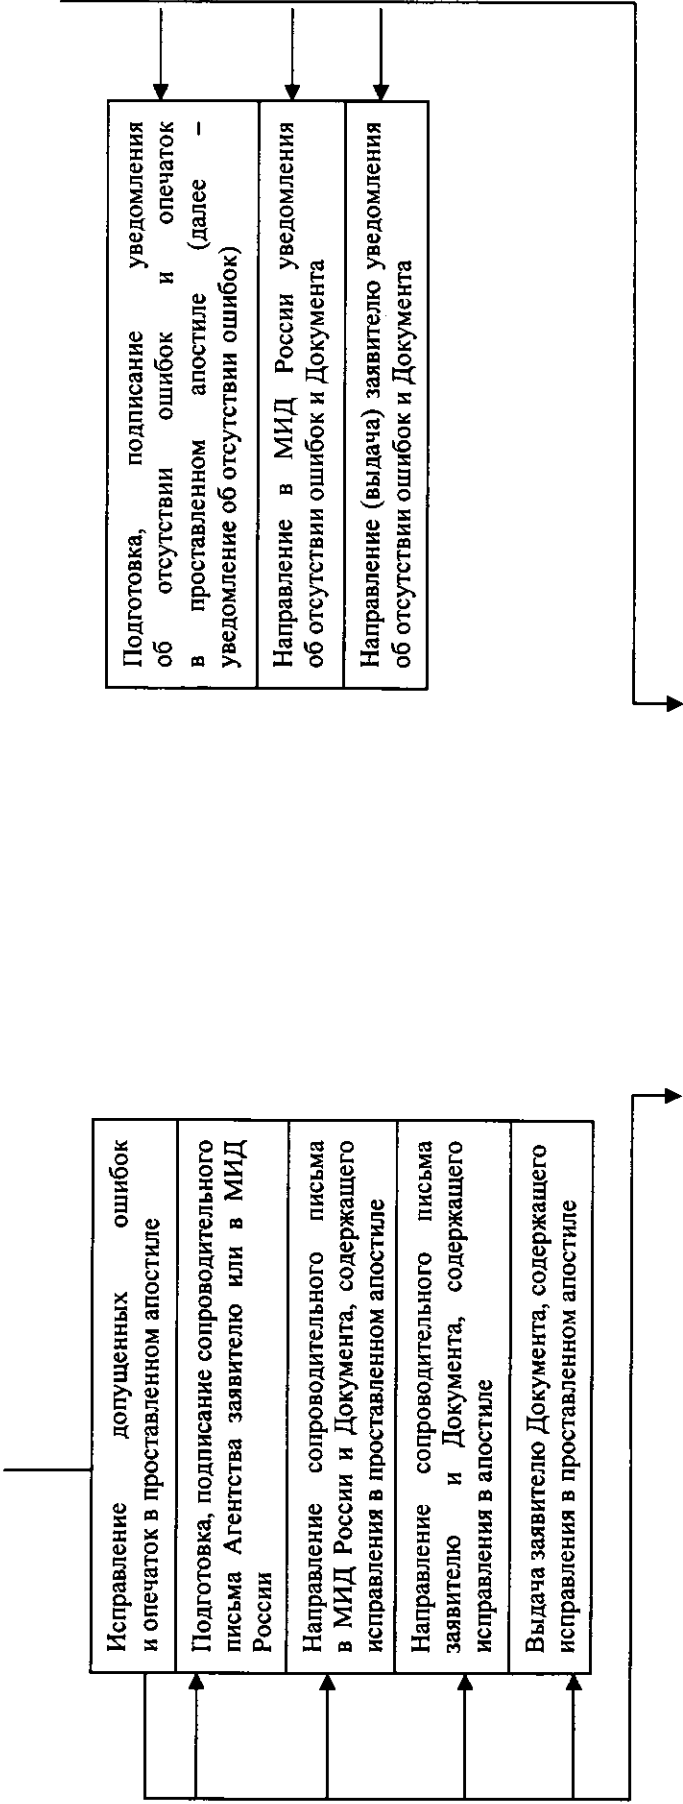 Исправление допущенных ошибок
и опечаток в проставленном апостиле
Подготовка, подписание сопроводительного
письма Агентства заявителю или в МИД
России
Направление сопроводительного письма
в МИД России и Документа, содержащего
исправления в проставленном апостиле
Направление сопроводительного письма
заявителю и Документа, содержащего
исправления в апостиле
Выдача заявителю Документа, содержащего
исправления в проставленном апостиле
Подготовка, подписание уведомления
об отсутствии ошибок и опечаток
в проставленном апостиле (далее –
уведомление об отсутствии ошибок)
Направление в МИД России уведомления
об отсутствии ошибок и Документа
Направление (выдача) заявителю уведомления
об отсутствии ошибок и Документа